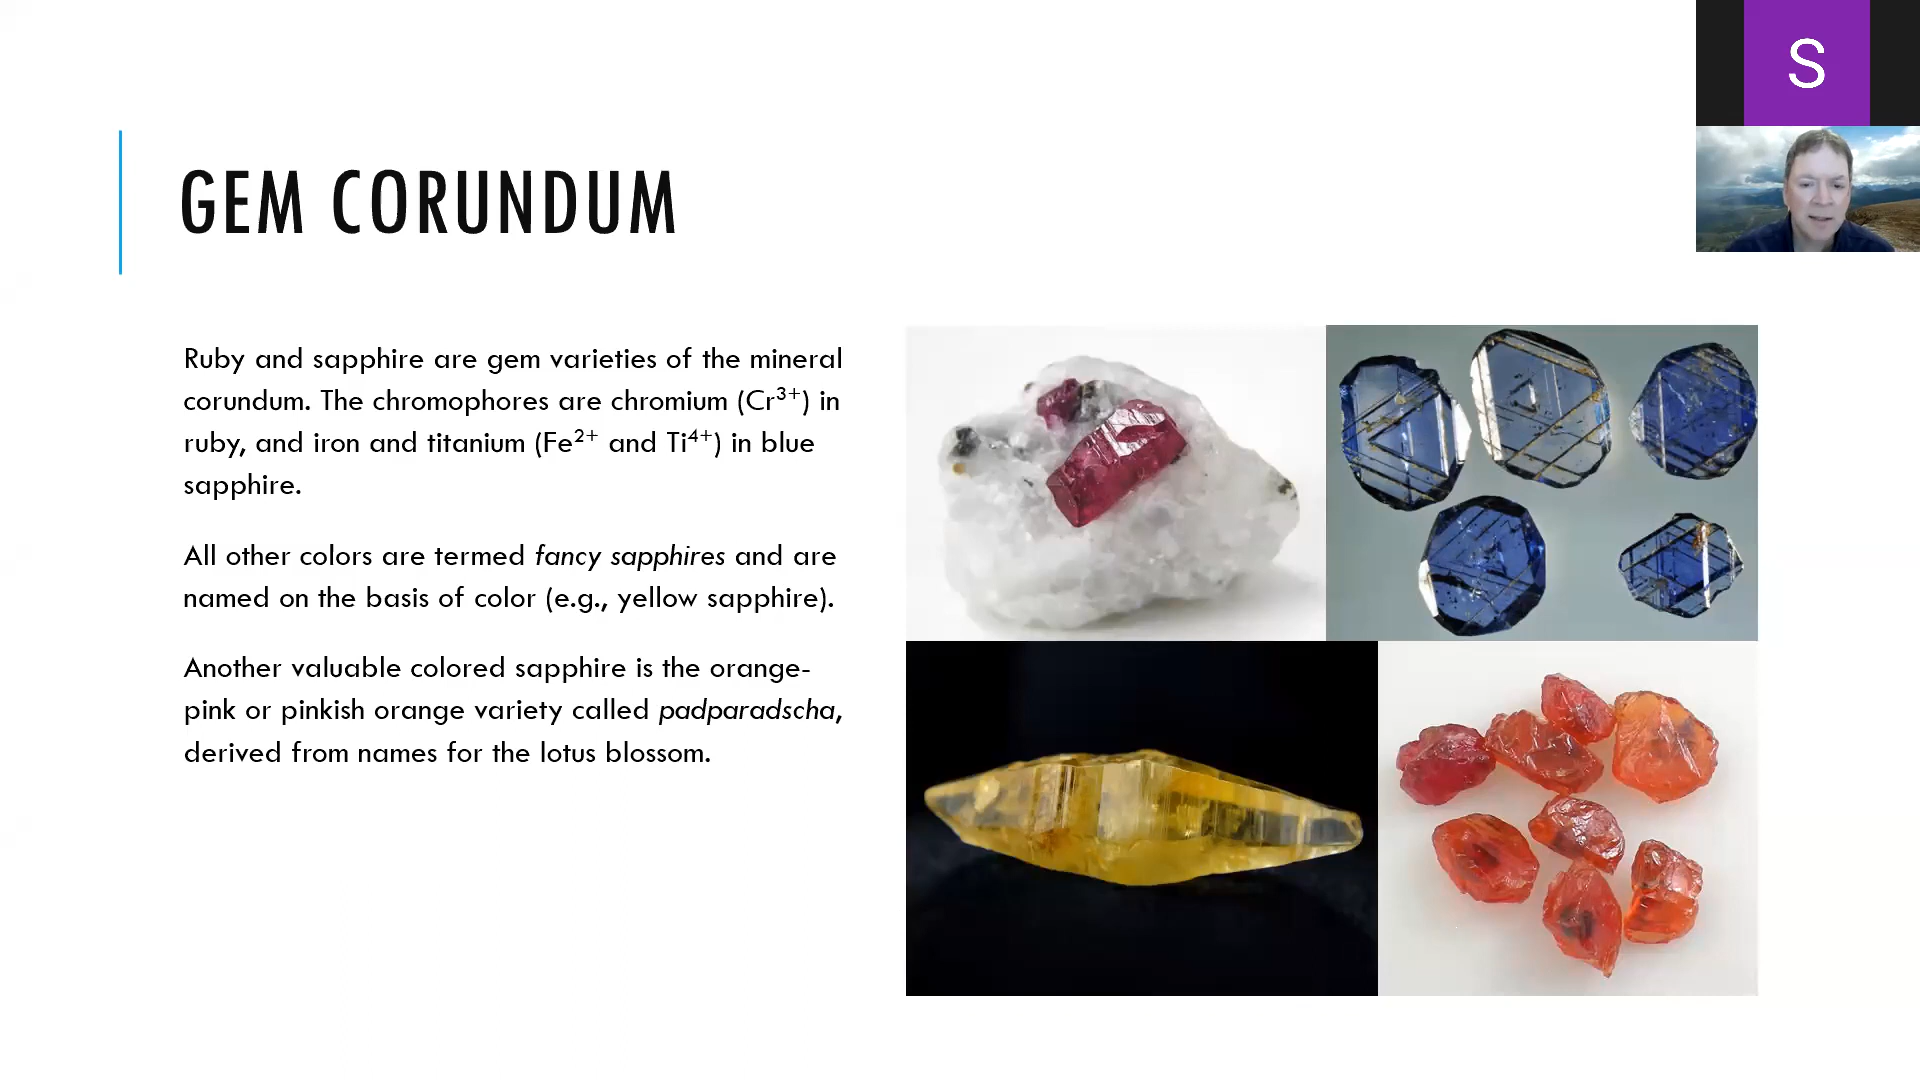 S
GEM CORUNDUM
Ruby and sapphire are gem varieties of the mineral
corundum. The chromophores are chromium (Cr³⁺) in
ruby, and iron and titanium (Fe²⁺ and Ti⁴⁺) in blue
sapphire.
All other colors are termed fancy sapphires and are
named on the basis of color (e.g., yellow sapphire).
Another valuable colored sapphire is the orange-
pink or pinkish orange variety called padparadscha,
derived from names for the lotus blossom.